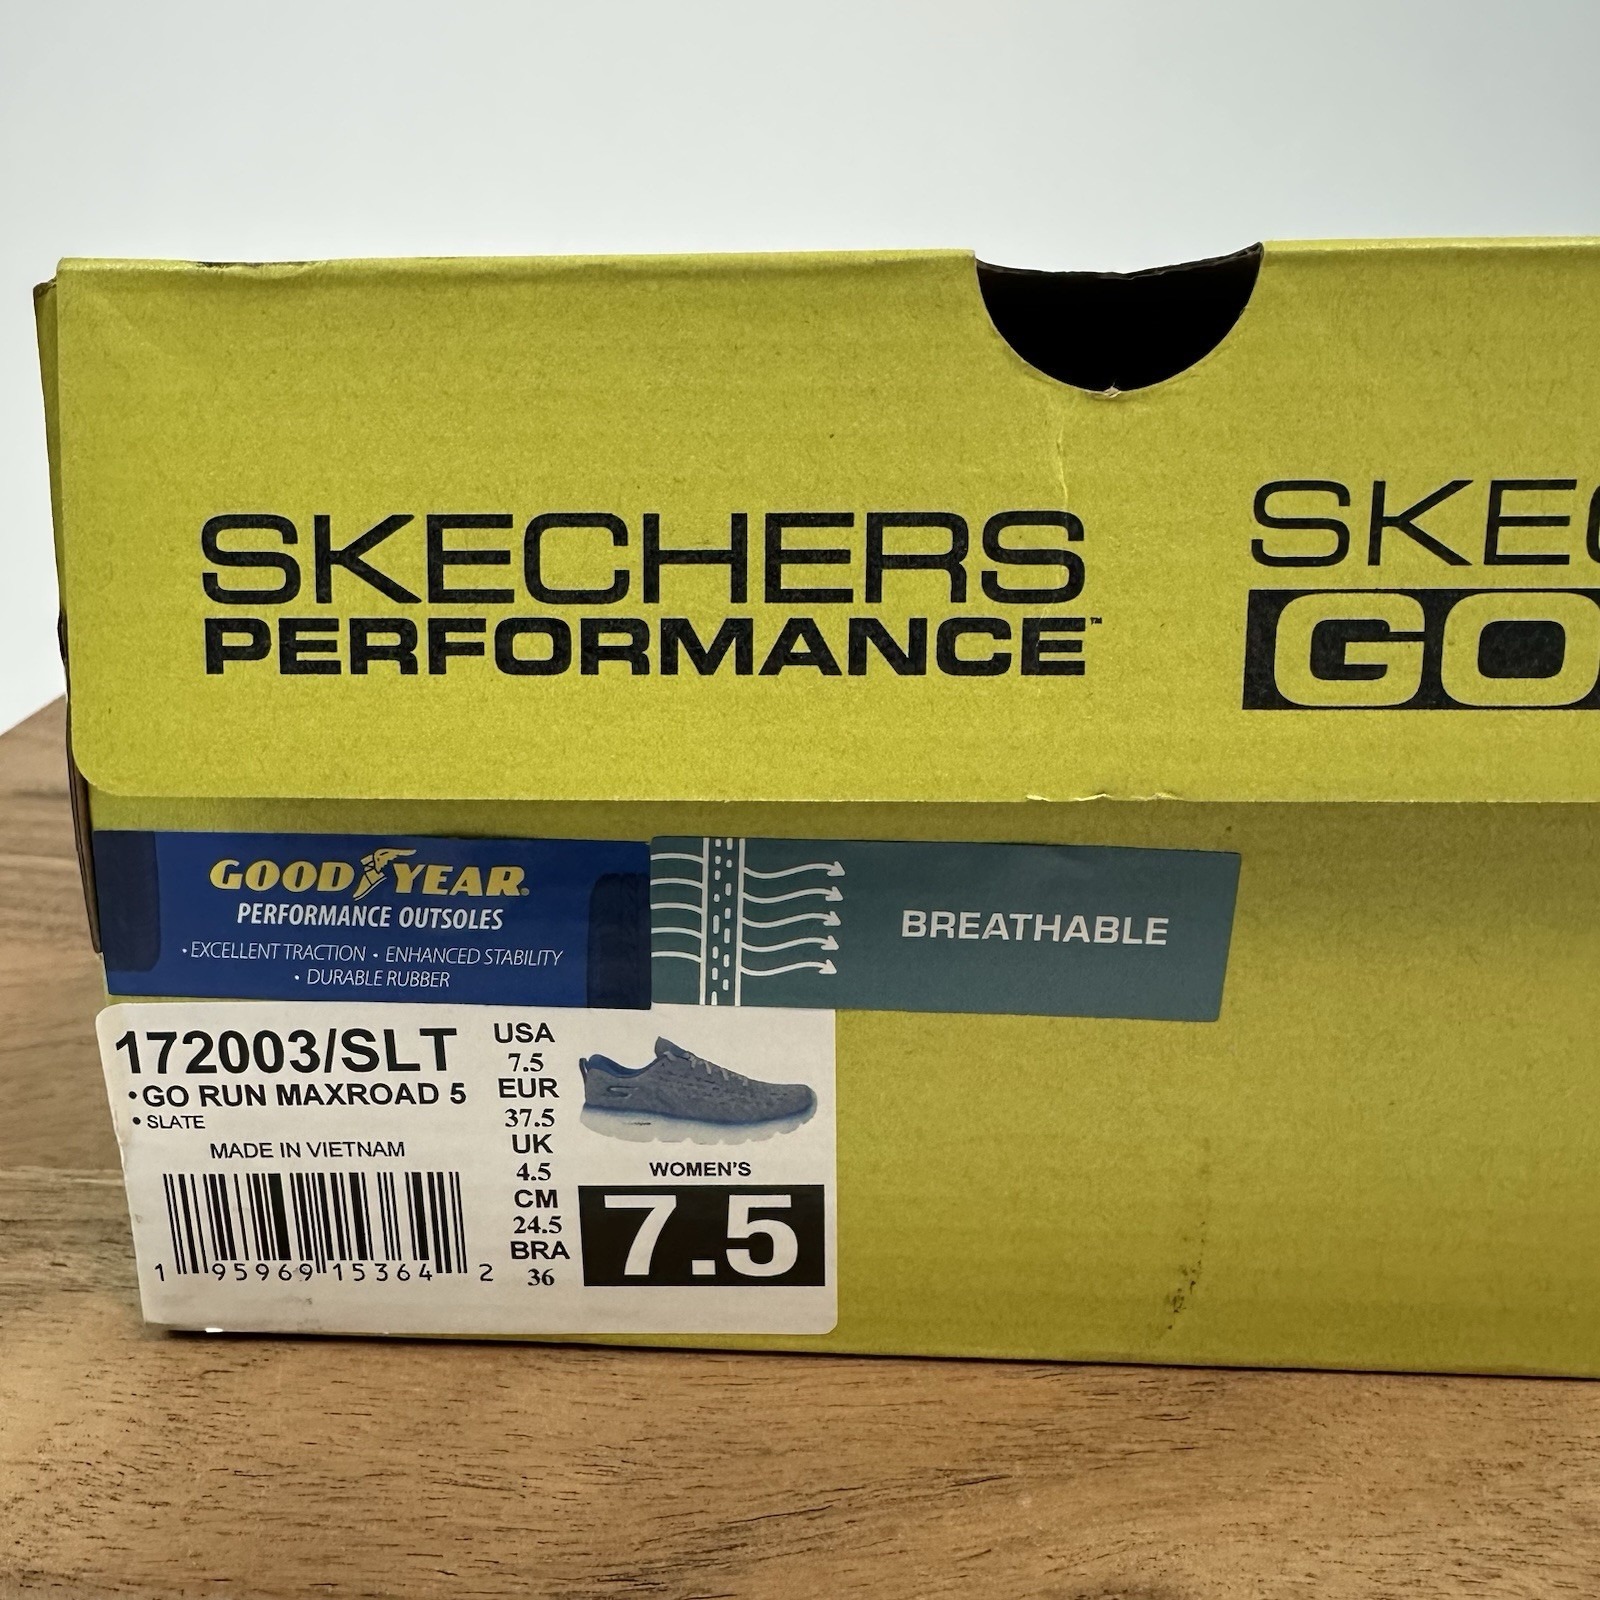 SKECHERS
PERFORMANCE™
SKEC
GO
GOODYEAR
PERFORMANCE OUTSOLES
• EXCELLENT TRACTION • ENHANCED STABILITY
• DURABLE RUBBER
BREATHABLE
172003/SLT
• GO RUN MAXROAD 5
• SLATE
MADE IN VIETNAM
1 95969 15364 2
USA
7.5
EUR
37.5
UK
4.5
CM
24.5
BRA
36
WOMEN'S
7.5